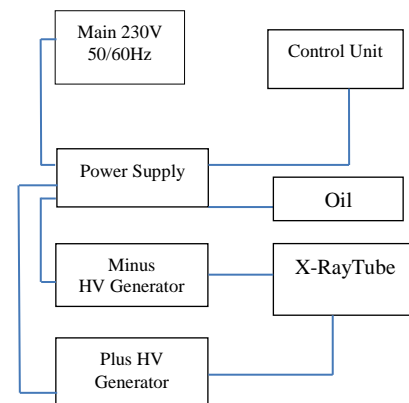 Main 230V
50/60Hz
Control Unit
Power Supply
Oil
Minus
HV Generator
X-RayTube
Plus HV
Generator